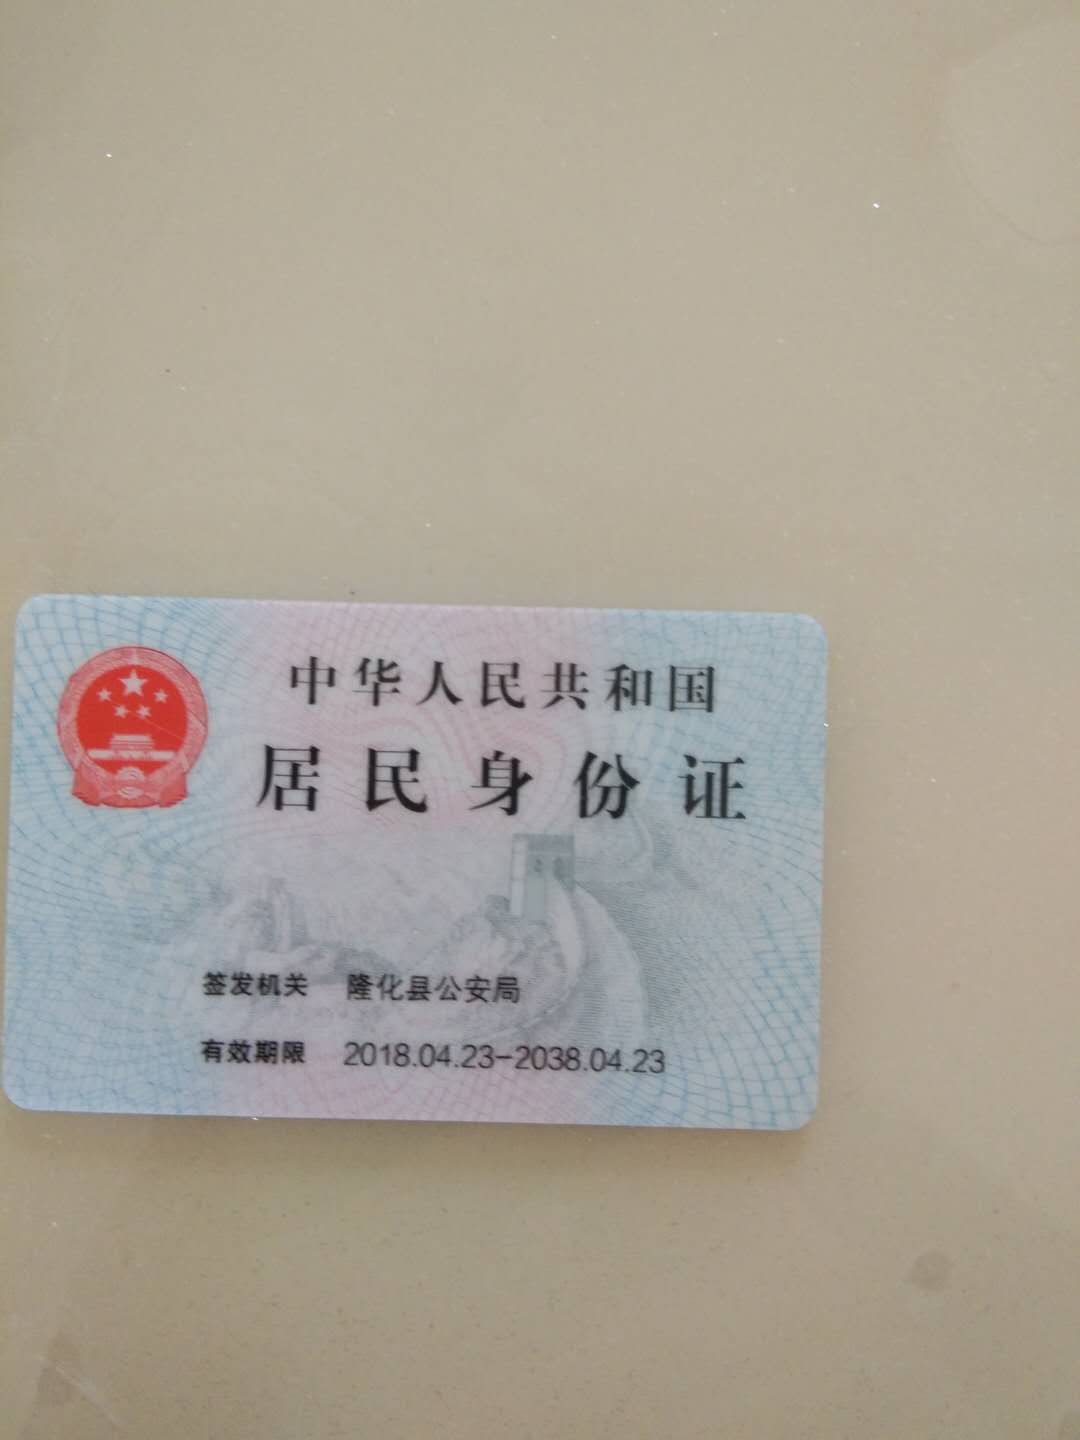 中华人民共和国
居民身份证
签发机关 隆化县公安局
有效期限 2018.04.23-2038.04.23